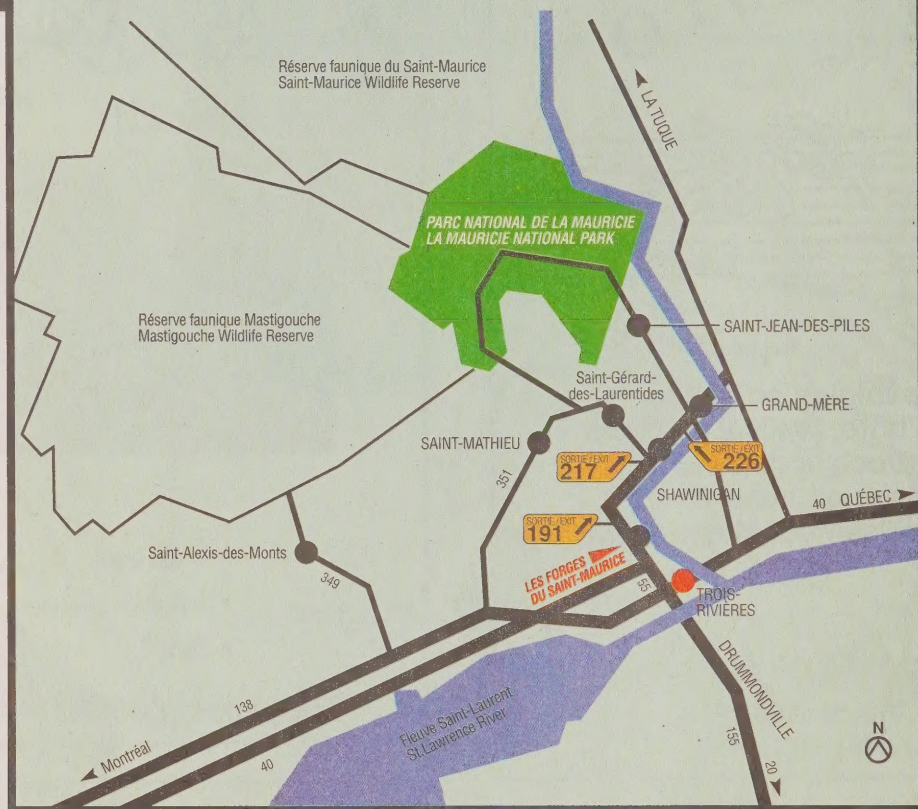 Réserve faunique du Saint-Maurice
Saint-Maurice Wildlife Reserve
LA TUQUE
PARC NATIONAL DE LA MAURICIE
LA MAURICIE NATIONAL PARK
Réserve faunique Mastigouche
Mastigouche Wildlife Reserve
SAINT-JEAN-DES-PILES
Saint-Gérard-
des-Laurentides
GRAND-MÈRE
SAINT-MATHIEU
SORTIE/EXIT
217
SORTIE/EXIT
226
351
SHAWINIGAN
40 QUÉBEC
SORTIE/EXIT
191
Saint-Alexis-des-Monts
349
LES FORGES
DU SAINT-MAURICE
55
TROIS-
RIVIÈRES
DRUMMONDVILLE
Fleuve Saint-Laurent
St.Lawrence River
138
Montréal
40
155
20
N